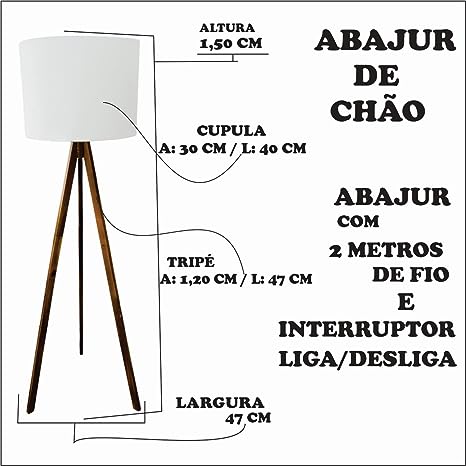 ALTURA
1,50 CM
ABAJUR
DE
CHÃO
CUPULA
A: 30 CM / L: 40 CM
ABAJUR
COM
2 METROS
DE FIO
E
INTERRUPTOR
LIGA/DESLIGA
TRIPÉ
A: 1,20 CM / L: 47 CM
LARGURA
47 CM